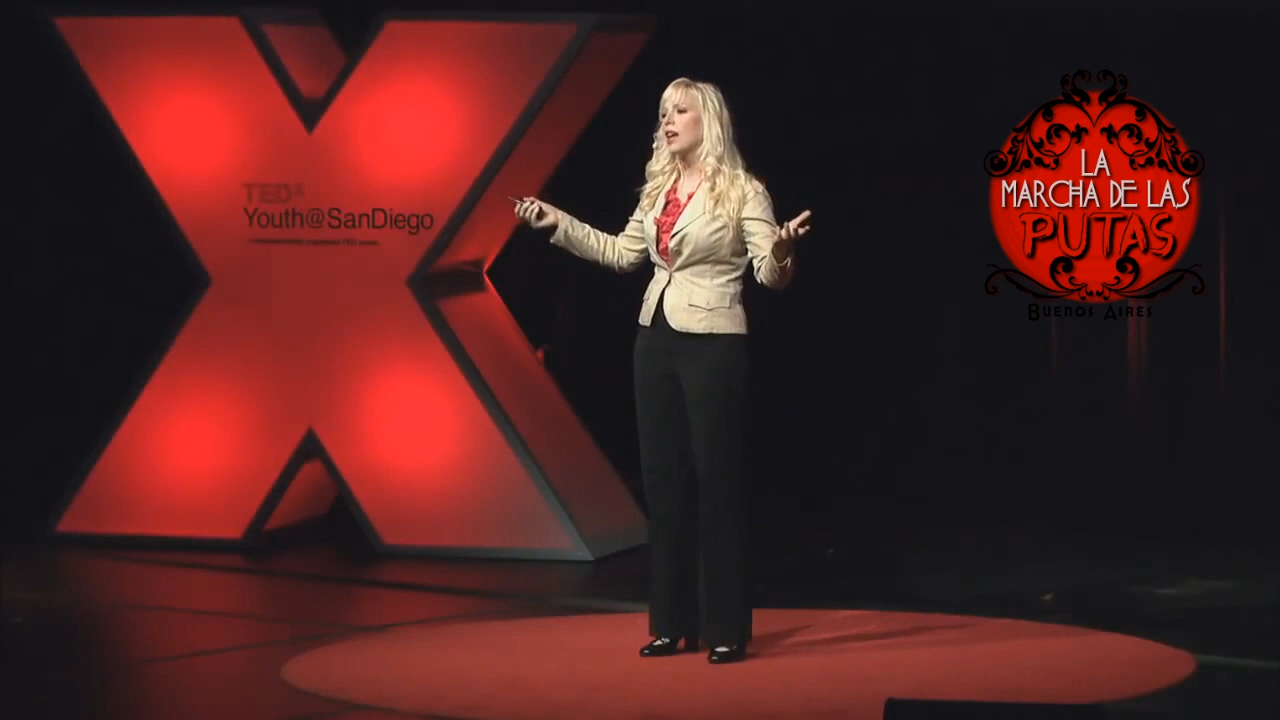 TEDx
Youth@SanDiego
LA
MARCHA DE LAS
PUTAS
BUENOS AIRES